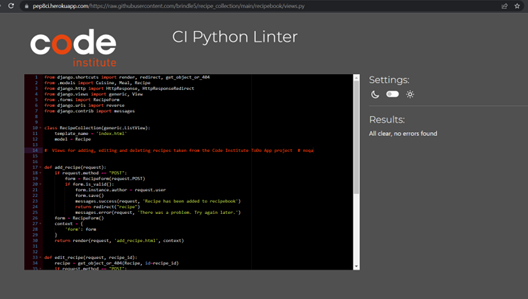 pep8ci.herokuapp.com/https://raw.githubusercontent.com/brindle5/recipe_collection/main/recipebook/views.py
code
institute
CI Python Linter
Settings:
Results:
All clear, no errors found
1 from django.shortcuts import render, redirect, get_object_or_404
2 from .models import Cuisine, Meal, Recipe
3 from django.http import HttpResponse, HttpResponseRedirect
4 from django.views import generic, View
5 from .forms import RecipeForm
6 from django.urls import reverse
7 from django.contrib import messages
8
9
10 class RecipeCollection(generic.ListView):
11 template_name = 'index.html'
12 model = Recipe
13
14 # Views for adding, editing and deleting recipes taken from the Code Institute ToDo App project # noqa
15
16
17 def add_recipe(request):
18 if request.method == "POST":
19 form = RecipeForm(request.POST)
20 if form.is_valid():
21 form.instance.author = request.user
22 form.save()
23 messages.success(request, 'Recipe has been added to recipebook')
24 return redirect("recipe")
25 messages.error(request, 'There was a problem. Try again later.')
26 form = RecipeForm()
27 context = {
28 'form': form
29 }
30 return render(request, 'add_recipe.html', context)
31
32
33 def edit_recipe(request, recipe_id):
34 recipe = get_object_or_404(Recipe, id=recipe_id)
35 if request.method == "POST":